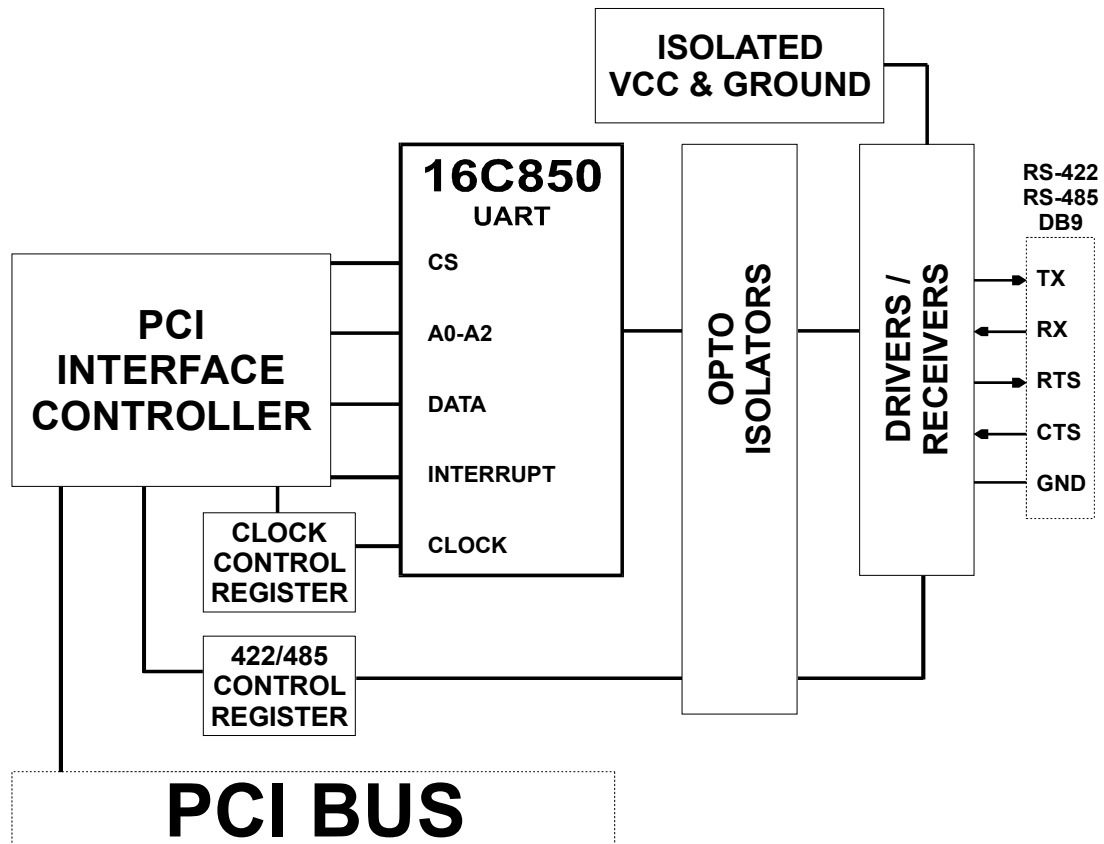 ISOLATED
VCC & GROUND
16C850
UART
CS
A0-A2
DATA
INTERRUPT
CLOCK
PCI
INTERFACE
CONTROLLER
CLOCK
CONTROL
REGISTER
422/485
CONTROL
REGISTER
OPTO
ISOLATORS
DRIVERS /
RECEIVERS
RS-422
RS-485
DB9
TX
RX
RTS
CTS
GND
PCI BUS